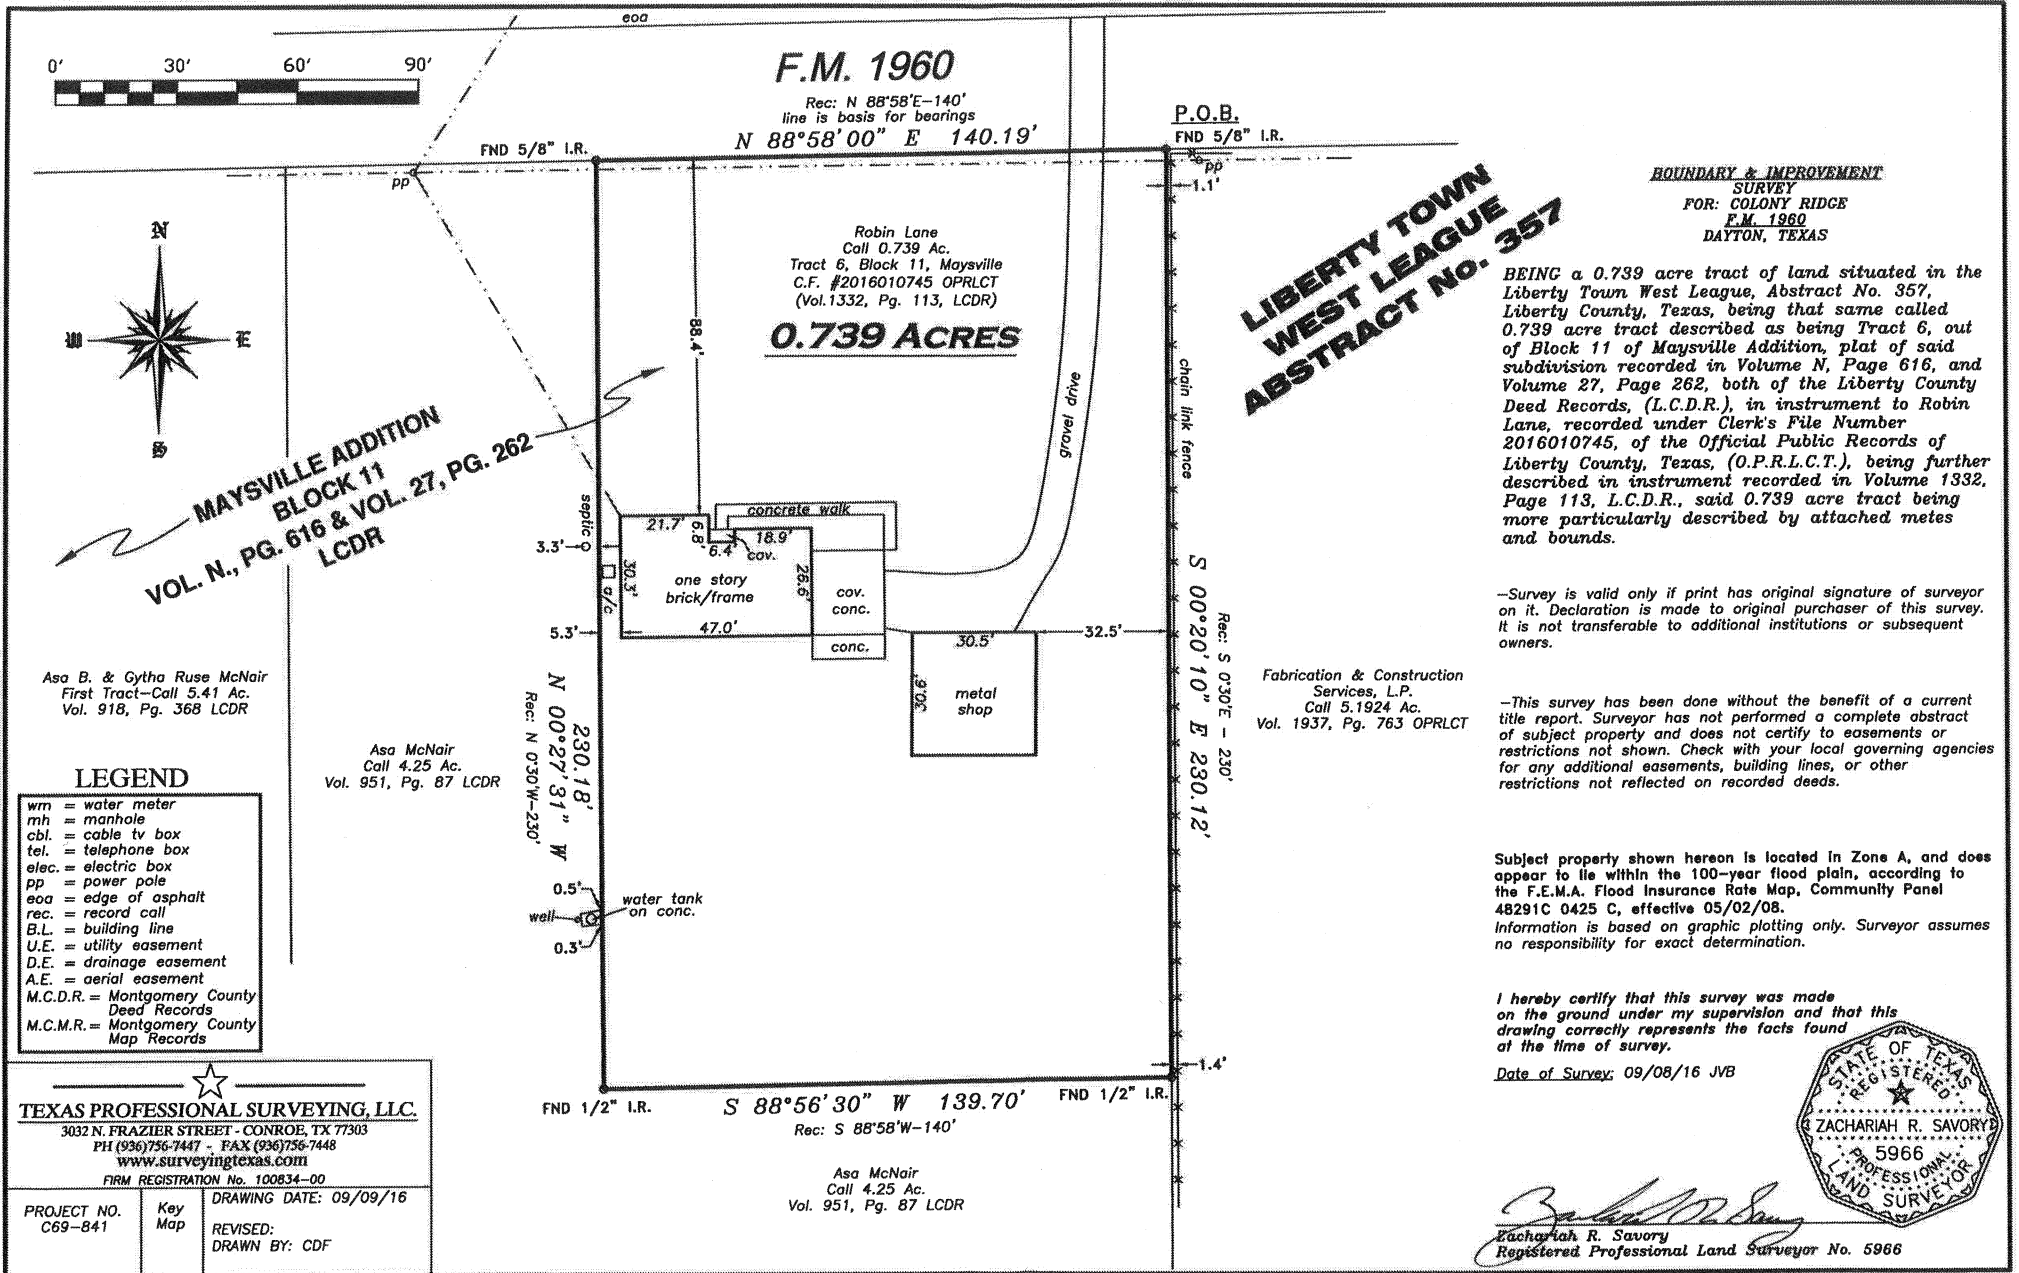 0' 30' 60' 90'
eoa
F.M. 1960
Rec: N 88°58'E-140'
line is basis for bearings
N 88°58'00" E 140.19'
P.O.B.
FND 5/8" I.R.
FND 5/8" I.R.
pp
pp
1.1'
N
W E
S
Robin Lane
Call 0.739 Ac.
Tract 6, Block 11, Maysville
C.F. #2016010745 OPRLCT
(Vol.1332, Pg. 113, LCDR)
0.739 ACRES
88.4'
LIBERTY TOWN
WEST LEAGUE
ABSTRACT No. 357
MAYSVILLE ADDITION
BLOCK 11
VOL. N., PG. 616 & VOL. 27, PG. 262
LCDR
chain link fence
gravel drive
septic
concrete walk
21.7'
6.8'
6.4'
18.9'
cov.
3.3'
30.3'
a/c
one story
brick/frame
26.6'
cov.
conc.
47.0'
5.3'
conc.
30.5'
32.5'
30.9'
metal
shop
S 00°20'10" E 230.12'
Rec: S 0°30'E - 230'
230.18'
N 00°27'31" W
Rec: N 0°30'W-230'
Asa B. & Gytha Ruse McNair
First Tract-Call 5.41 Ac.
Vol. 918, Pg. 368 LCDR
Asa McNair
Call 4.25 Ac.
Vol. 951, Pg. 87 LCDR
Fabrication & Construction
Services, L.P.
Call 5.1924 Ac.
Vol. 1937, Pg. 763 OPRLCT
0.5'
well
0.3'
water tank
on conc.
1.4'
FND 1/2" I.R.
S 88°56'30" W 139.70'
FND 1/2" I.R.
Rec: S 88°58'W-140'
Asa McNair
Call 4.25 Ac.
Vol. 951, Pg. 87 LCDR
LEGEND
wm = water meter
mh = manhole
cbl. = cable tv box
tel. = telephone box
elec. = electric box
pp = power pole
eoa = edge of asphalt
rec. = record call
B.L. = building line
U.E. = utility easement
D.E. = drainage easement
A.E. = aerial easement
M.C.D.R. = Montgomery County
Deed Records
M.C.M.R. = Montgomery County
Map Records
TEXAS PROFESSIONAL SURVEYING, LLC.
3032 N. FRAZIER STREET - CONROE, TX 77303
PH (936)756-7447 - FAX (936)756-7448
www.surveyingtexas.com
FIRM REGISTRATION No. 100834-00
PROJECT NO.
C69-841
Key
Map
DRAWING DATE: 09/09/16
REVISED:
DRAWN BY: CDF
BOUNDARY & IMPROVEMENT
SURVEY
FOR: COLONY RIDGE
F.M. 1960
DAYTON, TEXAS
BEING a 0.739 acre tract of land situated in the
Liberty Town West League, Abstract No. 357,
Liberty County, Texas, being that same called
0.739 acre tract described as being Tract 6, out
of Block 11 of Maysville Addition, plat of said
subdivision recorded in Volume N, Page 616, and
Volume 27, Page 262, both of the Liberty County
Deed Records, (L.C.D.R.), in instrument to Robin
Lane, recorded under Clerk's File Number
2016010745, of the Official Public Records of
Liberty County, Texas, (O.P.R.L.C.T.), being further
described in instrument recorded in Volume 1332,
Page 113, L.C.D.R., said 0.739 acre tract being
more particularly described by attached metes
and bounds.
-Survey is valid only if print has original signature of surveyor
on it. Declaration is made to original purchaser of this survey.
It is not transferable to additional institutions or subsequent
owners.
-This survey has been done without the benefit of a current
title report. Surveyor has not performed a complete abstract
of subject property and does not certify to easements or
restrictions not shown. Check with your local governing agencies
for any additional easements, building lines, or other
restrictions not reflected on recorded deeds.
Subject property shown hereon is located in Zone A, and does
appear to lie within the 100-year flood plain, according to
the F.E.M.A. Flood Insurance Rate Map, Community Panel
48291C 0425 C, effective 05/02/08.
Information is based on graphic plotting only. Surveyor assumes
no responsibility for exact determination.
I hereby certify that this survey was made
on the ground under my supervision and that this
drawing correctly represents the facts found
at the time of survey.
Date of Survey: 09/08/16 JVB
STATE OF TEXAS
REGISTERED
ZACHARIAH R. SAVORY
5966
PROFESSIONAL
LAND SURVEYOR
Zachariah R. Savory
Zachariah R. Savory
Registered Professional Land Surveyor No. 5966